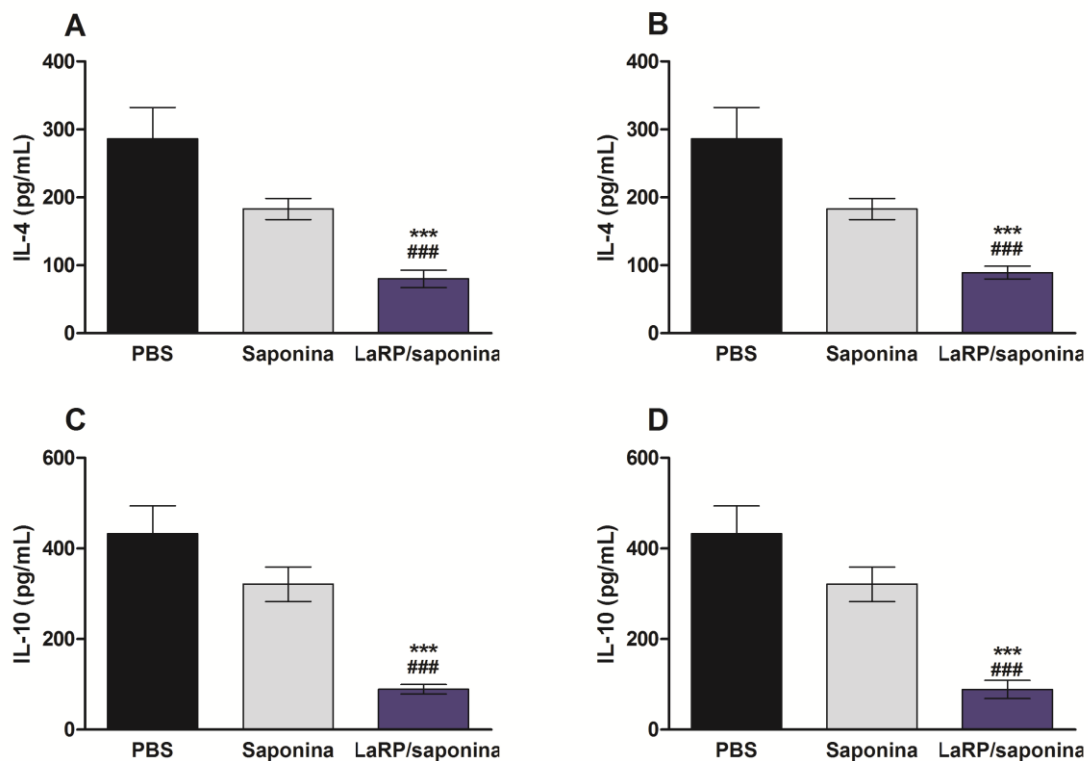 A
IL-4 (pg/mL)
400
300
200
100
0
***
###
PBS Saponina LaRP/saponina
B
IL-4 (pg/mL)
400
300
200
100
0
***
###
PBS Saponina LaRP/saponina
C
IL-10 (pg/mL)
600
400
200
0
***
###
PBS Saponina LaRP/saponina
D
IL-10 (pg/mL)
600
400
200
0
***
###
PBS Saponina LaRP/saponina